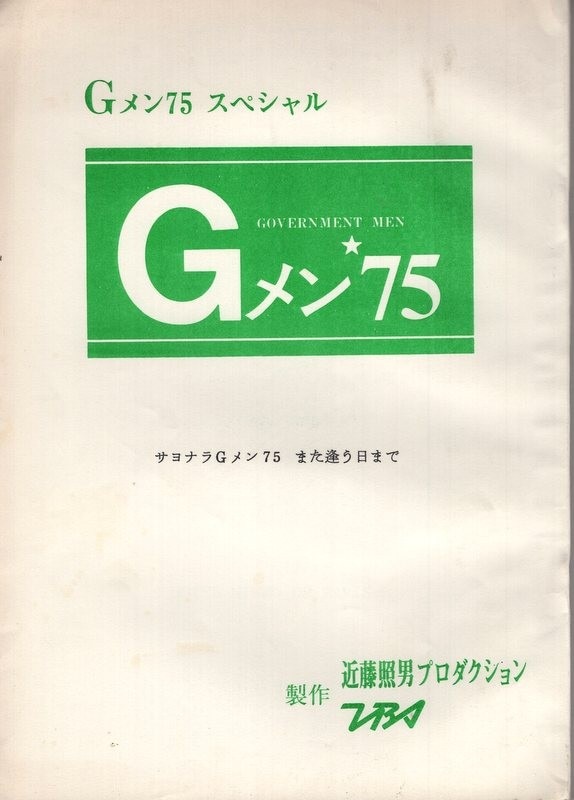 Gメン75 スペシャル
GOVERNMENT MEN
Gメン★75
サヨナラGメン75 また逢う日まで
製作 近藤照男プロダクション
TBS